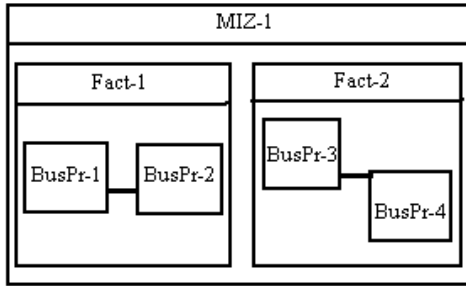 MIZ-1
Fact-1
Fact-2
BusPr-1
BusPr-2
BusPr-3
BusPr-4